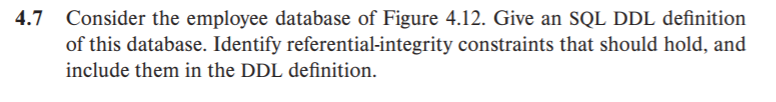 4.7 Consider the employee database of Figure 4.12. Give an SQL DDL definition
of this database. Identify referential-integrity constraints that should hold, and
include them in the DDL definition.